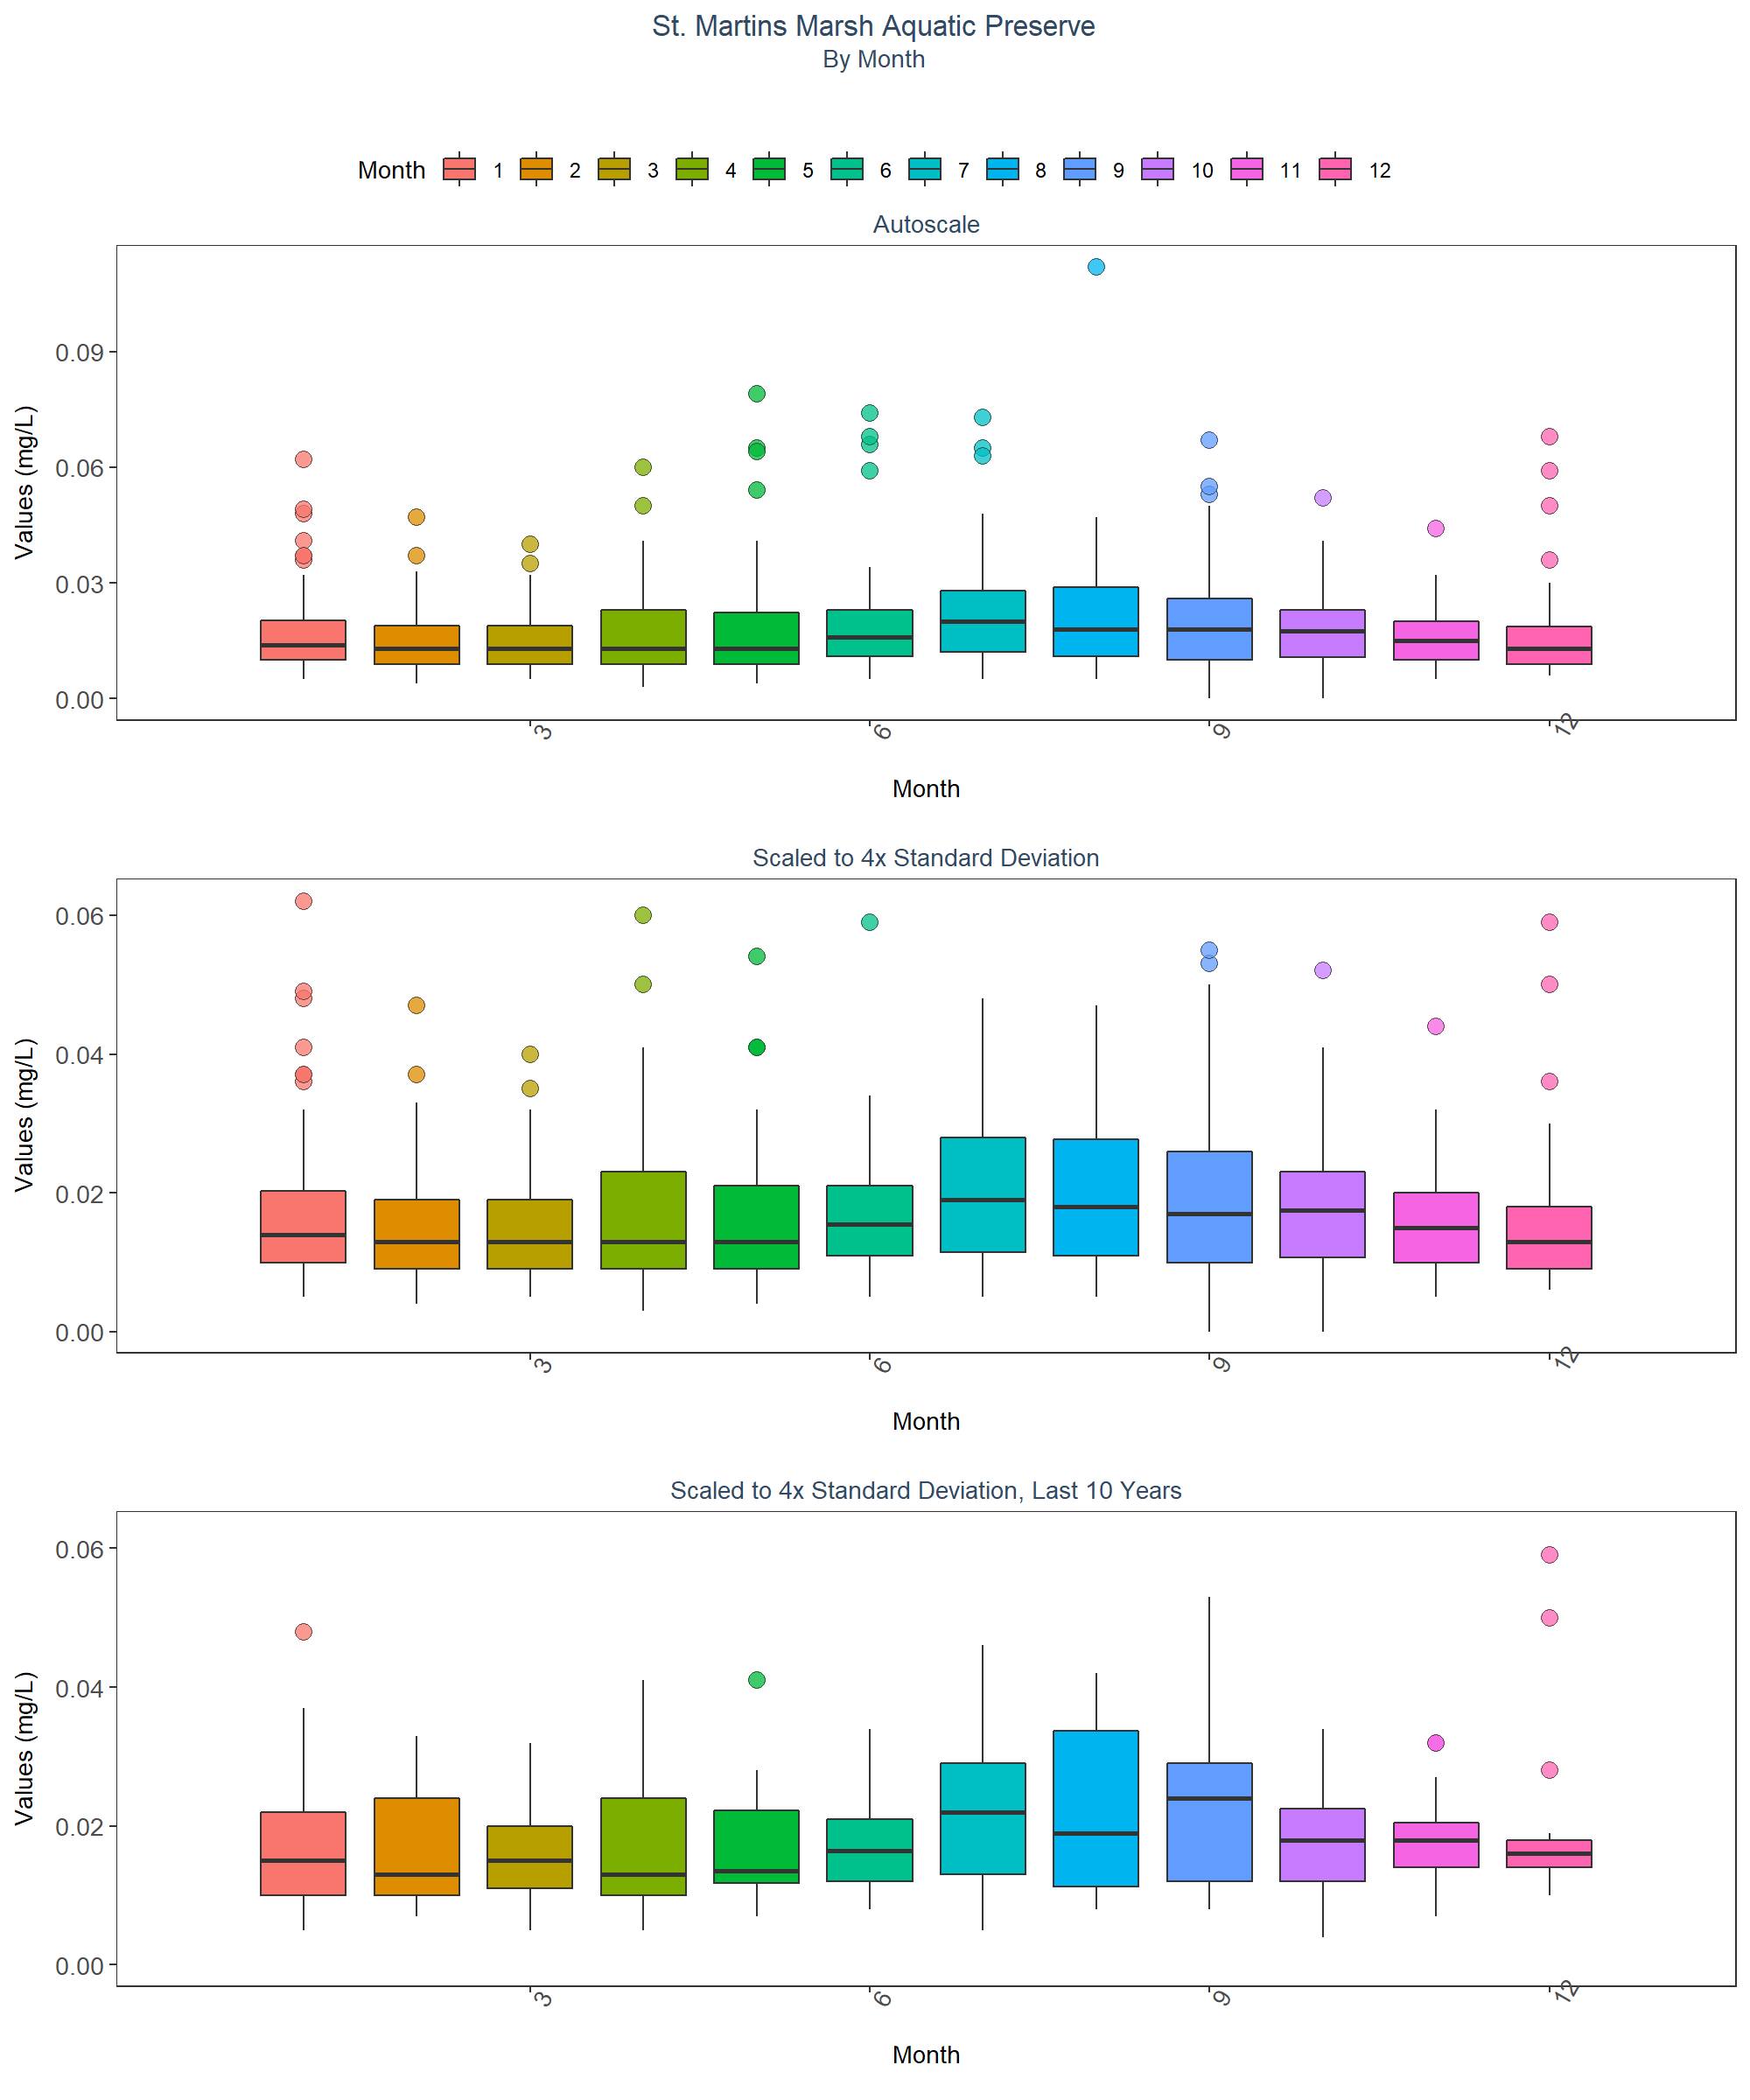 St. Martins Marsh Aquatic Preserve
By Month
Month 1 2 3 4 5 6 7 8 9 10 11 12
Autoscale
Values (mg/L)
0.09
0.06
0.03
0.00
3 6 9 12
Month
Scaled to 4x Standard Deviation
Values (mg/L)
0.06
0.04
0.02
0.00
3 6 9 12
Month
Scaled to 4x Standard Deviation, Last 10 Years
Values (mg/L)
0.06
0.04
0.02
0.00
3 6 9 12
Month